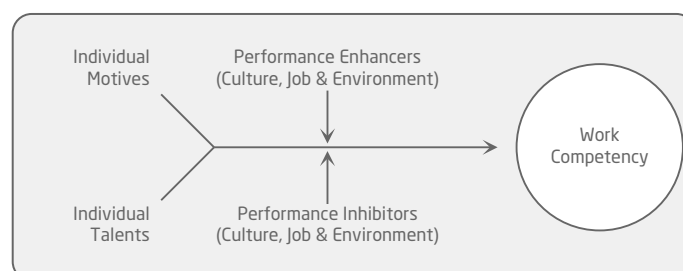 Individual
Motives
Performance Enhancers
(Culture, Job & Environment)
Work
Competency
Individual
Talents
Performance Inhibitors
(Culture, Job & Environment)